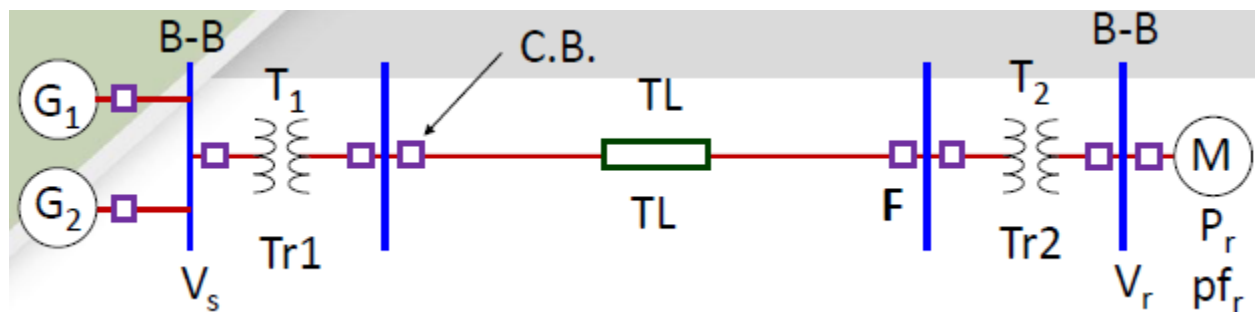 B-B
C.B.
B-B
G1
T1
TL
T2
M
G2
TL
F
Tr1
Tr2
Pr
Vs
Vr
pfr